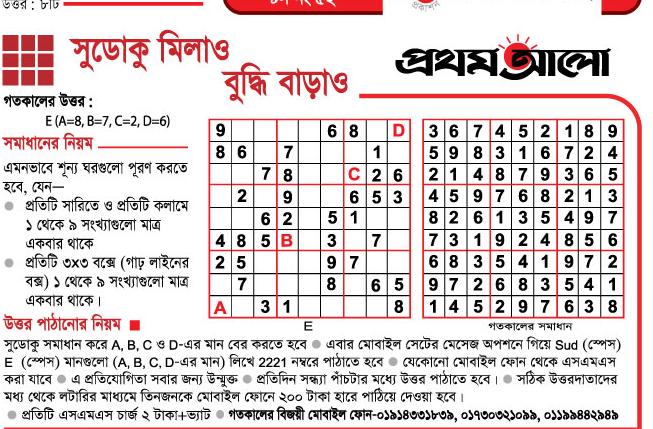 উত্তর : ৮টি
সুডোকু মিলাও
বুদ্ধি বাড়াও
প্রথম আলো
গতকালের উত্তর :
E (A=8, B=7, C=2, D=6)
সমাধানের নিয়ম
এমনভাবে শূন্য ঘরগুলো পূরণ করতে
হবে, যেন—
প্রতিটি সারিতে ও প্রতিটি কলামে
১ থেকে ৯ সংখ্যাগুলো মাত্র
একবার থাকে
প্রতিটি ৩x৩ বক্সে (গাঢ় লাইনের
বক্স) ১ থেকে ৯ সংখ্যাগুলো মাত্র
একবার থাকে।
9 6 8 D
8 6 7 1
7 8 C 2 6
2 9 6 5 3
6 2 5 1
4 8 5 B 3 7
2 5 9 7
7 8 6 5
A 3 1 8
E
3 6 7 4 5 2 1 8 9
5 9 8 3 1 6 7 2 4
2 1 4 8 7 9 3 6 5
4 5 9 7 6 8 2 1 3
8 2 6 1 3 5 4 9 7
7 3 1 9 2 4 8 5 6
6 8 3 5 4 1 9 7 2
9 7 2 6 8 3 5 4 1
1 4 5 2 9 7 6 3 8
গতকালের সমাধান
উত্তর পাঠানোর নিয়ম
সুডোকু সমাধান করে A, B, C ও D-এর মান বের করতে হবে ● এবার মোবাইল সেটের মেসেজ অপশনে গিয়ে Sud (স্পেস)
E (স্পেস) মানগুলো (A, B, C, D-এর মান) লিখে 2221 নম্বরে পাঠাতে হবে ● যেকোনো মোবাইল ফোন থেকে এসএমএস
করা যাবে ● এ প্রতিযোগিতা সবার জন্য উন্মুক্ত ● প্রতিদিন সন্ধ্যা পাঁচটার মধ্যে উত্তর পাঠাতে হবে। ● সঠিক উত্তরদাতাদের
মধ্য থেকে লটারির মাধ্যমে তিনজনকে মোবাইল ফোনে ২০০ টাকা হারে পাঠিয়ে দেওয়া হবে।
● প্রতিটি এসএমএস চার্জ ২ টাকা+ভ্যাট ● গতকালের বিজয়ী মোবাইল ফোন-০১৯১৪৩৩১৮৩৯, ০১৭৩০৩২১০৯৯, ০১১৯৯৪৪২৯৪৯